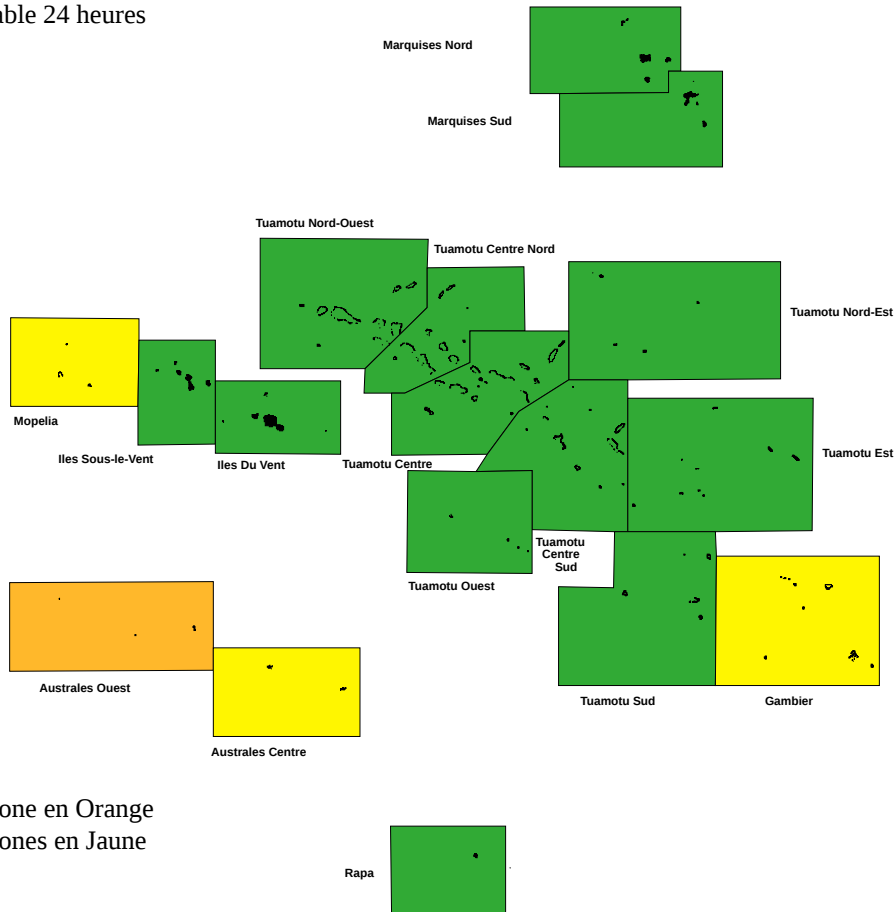 able 24 heures
Marquises Nord
Marquises Sud
Tuamotu Nord-Ouest
Tuamotu Centre Nord
Tuamotu Nord-Est
Mopelia
Iles Sous-le-Vent
Iles Du Vent
Tuamotu Centre
Tuamotu Est
Tuamotu
Centre
Sud
Tuamotu Ouest
Australes Ouest
Tuamotu Sud
Gambier
Australes Centre
one en Orange
ones en Jaune
Rapa